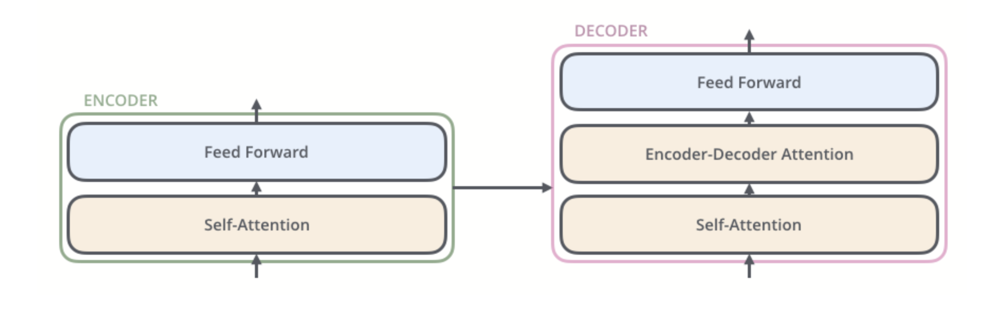 ENCODER
Feed Forward
Self-Attention
DECODER
Feed Forward
Encoder-Decoder Attention
Self-Attention